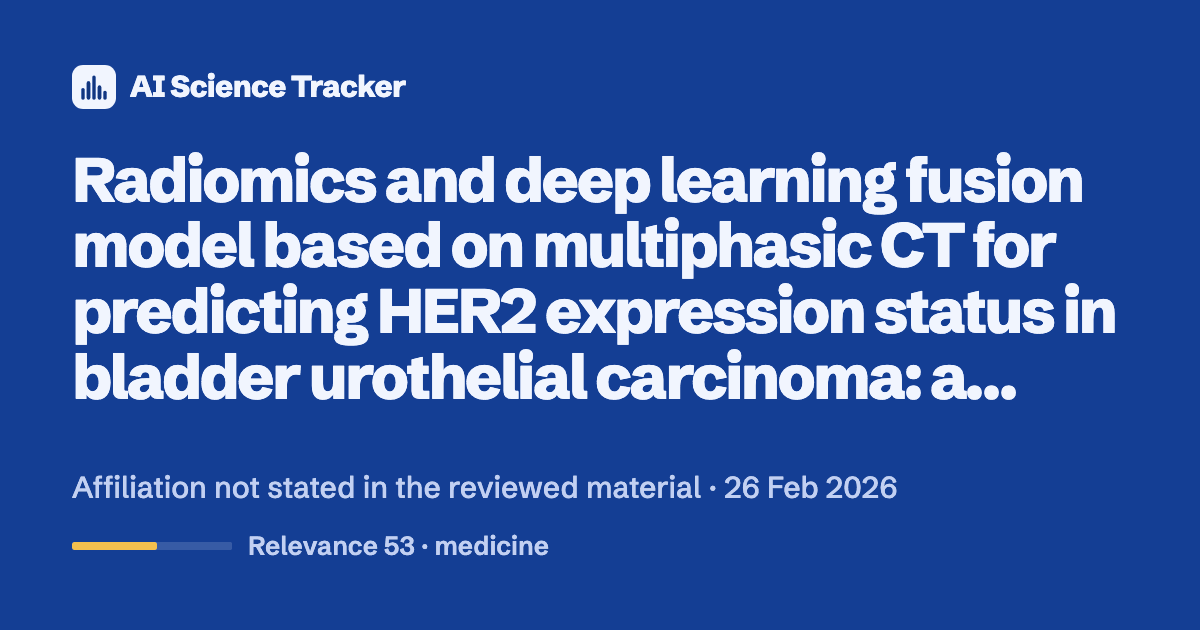 AI Science Tracker
Radiomics and deep learning fusion
model based on multiphasic CT for
predicting HER2 expression status in
bladder urothelial carcinoma: a...
Affiliation not stated in the reviewed material · 26 Feb 2026
Relevance 53 · medicine